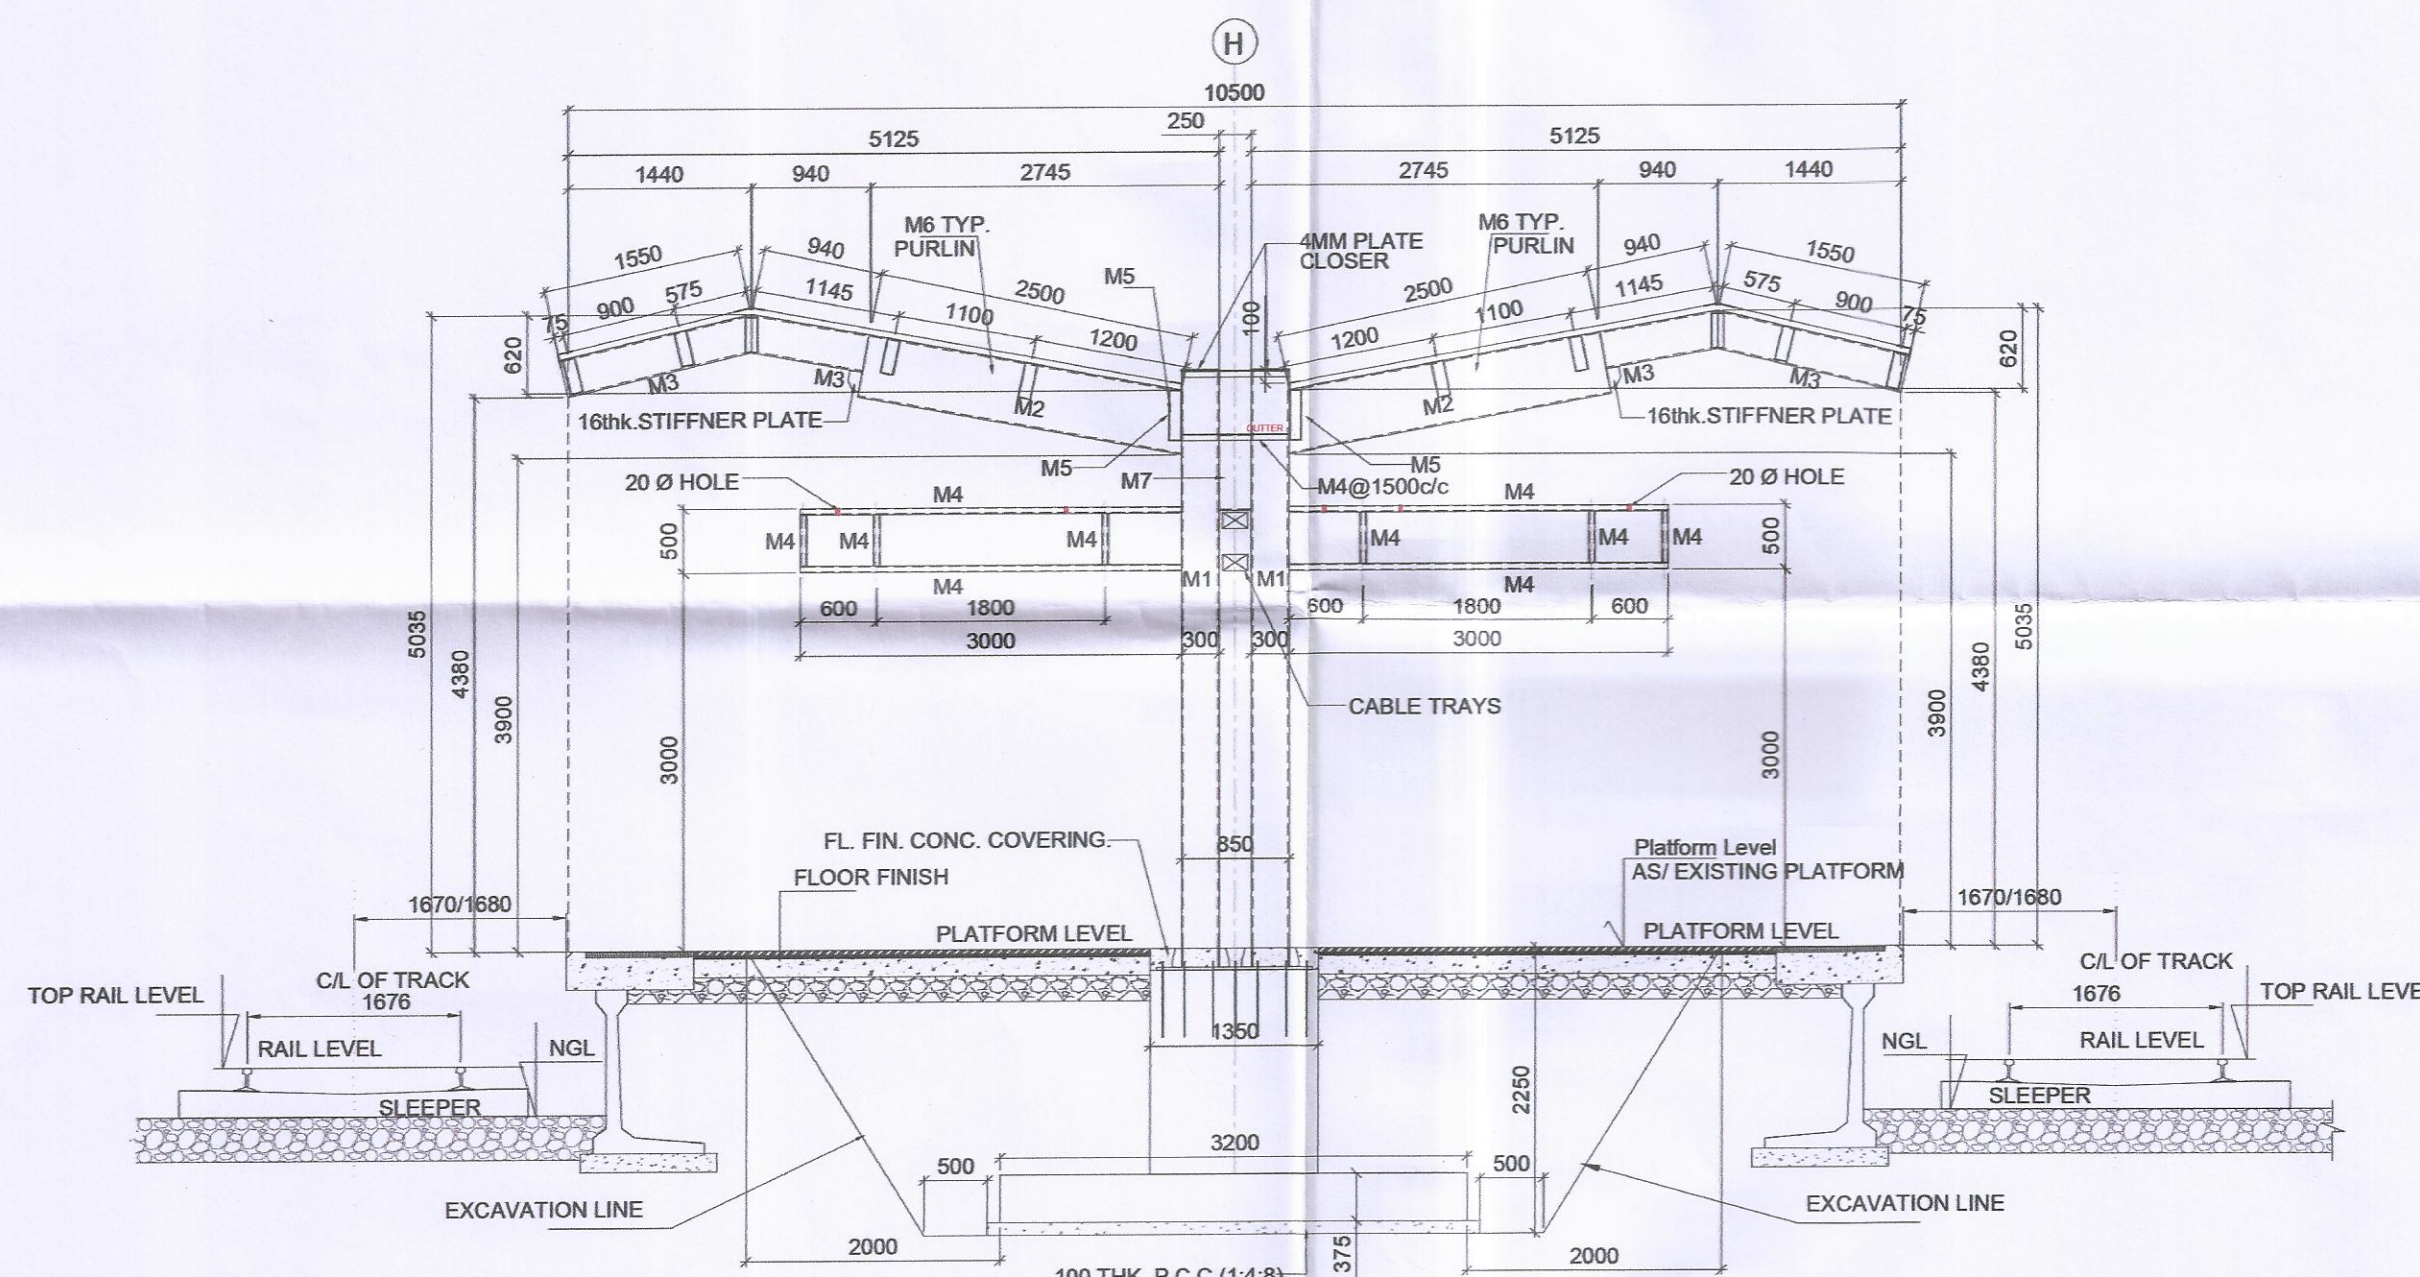 H
10500
250
5125
5125
1440
940
2745
2745
940
1440
M6 TYP.
PURLIN
M6 TYP.
PURLIN
4MM PLATE
CLOSER
M5
1550
940
2500
2500
940
1550
900
575
1145
1100
1200
100
1200
1100
1145
575
900
75
75
620
620
M3
M3
M2
M2
M3
M3
16thk.STIFFNER PLATE
16thk.STIFFNER PLATE
GUTTER
M5
M5
20 Ø HOLE
M4
M7
M4@1500c/c
M4
20 Ø HOLE
500
M4
M4
M4
M4
M4
M4
500
M4
M1
M1
M4
600
1800
600
1800
600
3000
300
300
3000
5035
4380
3900
3000
3000
3900
4380
5035
CABLE TRAYS
850
FL. FIN. CONC. COVERING.
FLOOR FINISH
Platform Level
AS/ EXISTING PLATFORM
1670/1680
1670/1680
PLATFORM LEVEL
PLATFORM LEVEL
C/L OF TRACK
1676
C/L OF TRACK
1676
TOP RAIL LEVEL
TOP RAIL LEVE
RAIL LEVEL
NGL
NGL
RAIL LEVEL
SLEEPER
SLEEPER
1350
2250
3200
500
500
EXCAVATION LINE
EXCAVATION LINE
2000
375
2000
100 THK. P.C.C (1:4:8)